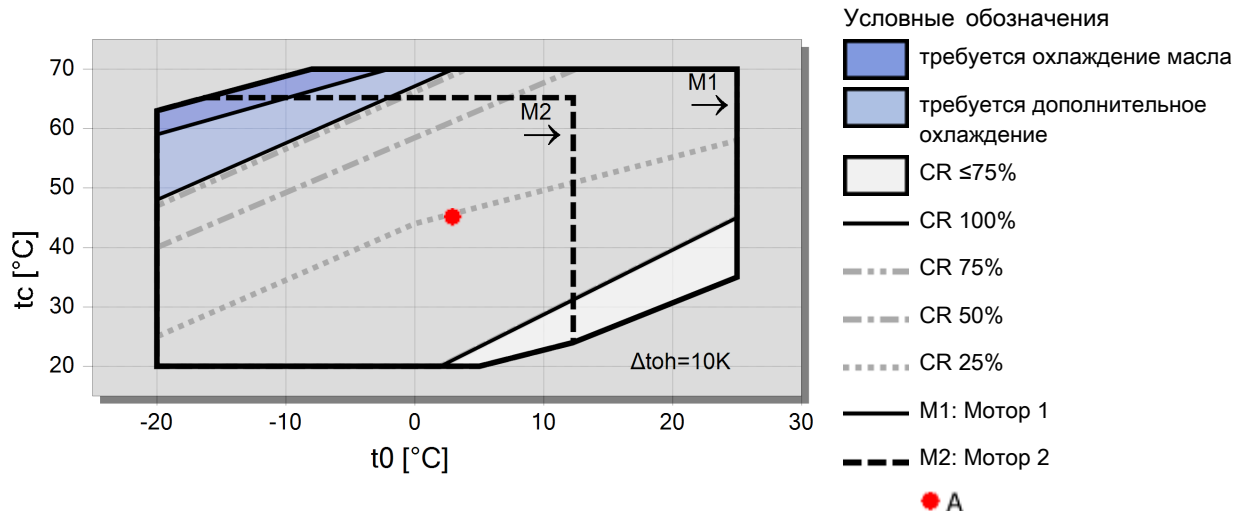 Условные обозначения
требуется охлаждение масла
требуется дополнительное
охлаждение
CR ≤75%
CR 100%
CR 75%
CR 50%
CR 25%
M1: Мотор 1
M2: Мотор 2
A
70
60
50
40
30
20
tc [°C]
-20
-10
0
10
20
30
t0 [°C]
M1
M2
Δtoh=10K